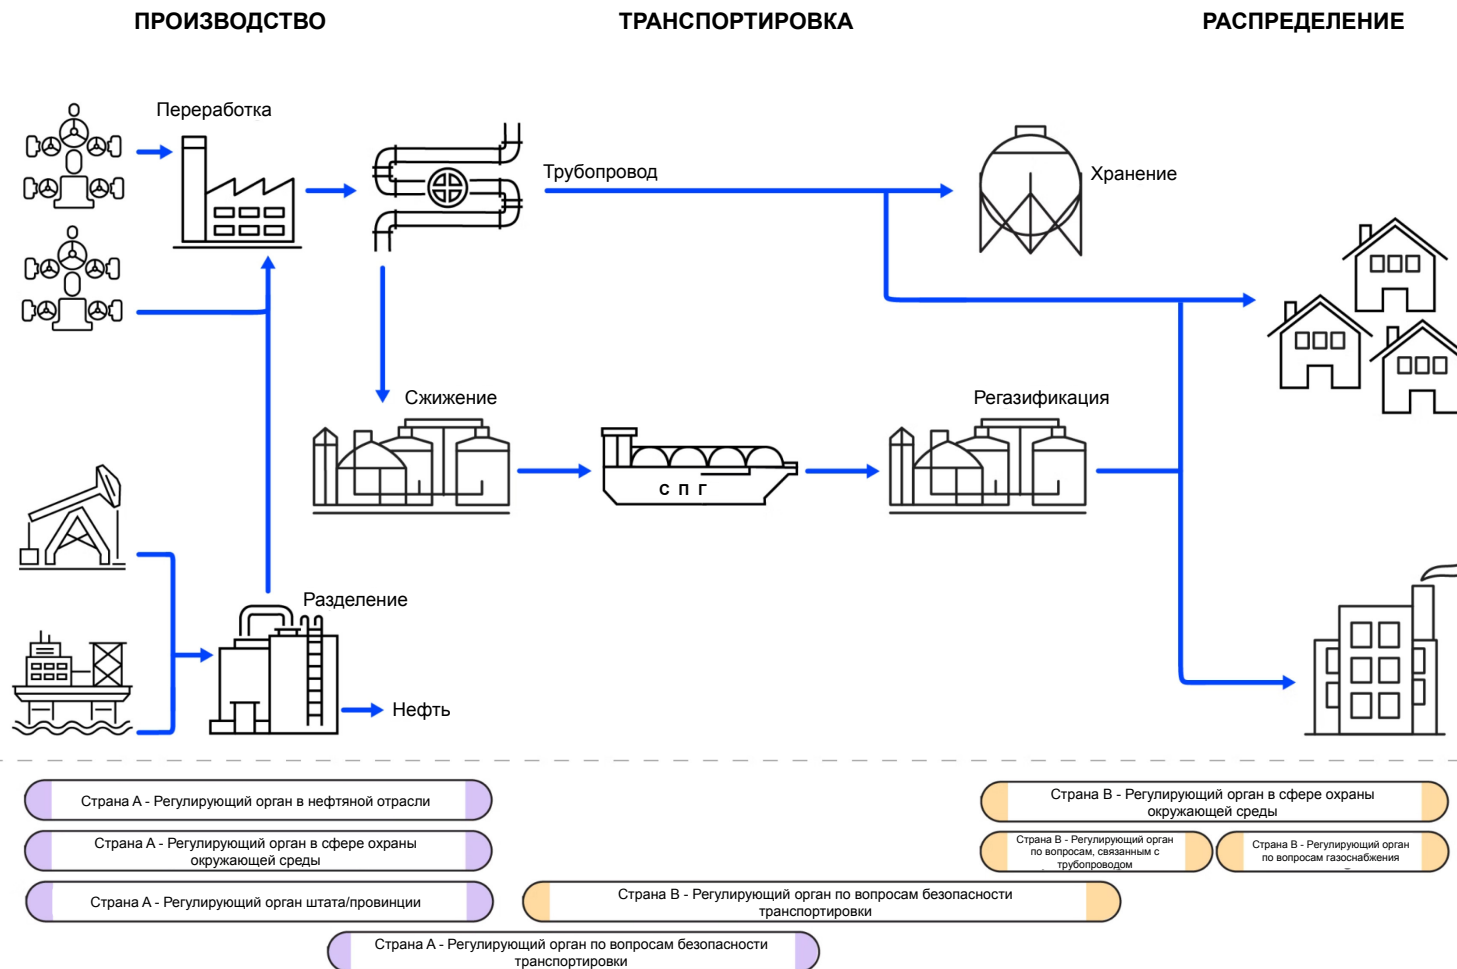 ПРОИЗВОДСТВО
ТРАНСПОРТИРОВКА
РАСПРЕДЕЛЕНИЕ
Переработка
Трубопровод
Хранение
Сжижение
Регазификация
С П Г
Разделение
Нефть
Страна A - Регулирующий орган в нефтяной отрасли
Страна A - Регулирующий орган в сфере охраны
окружающей среды
Страна A - Регулирующий орган штата/провинции
Страна A - Регулирующий орган по вопросам безопасности
транспортировки
Страна B - Регулирующий орган по вопросам безопасности
транспортировки
Страна B - Регулирующий орган в сфере охраны
окружающей среды
Страна B - Регулирующий орган
по вопросам, связанным с
трубопроводом
Страна B - Регулирующий орган
по вопросам газоснабжения